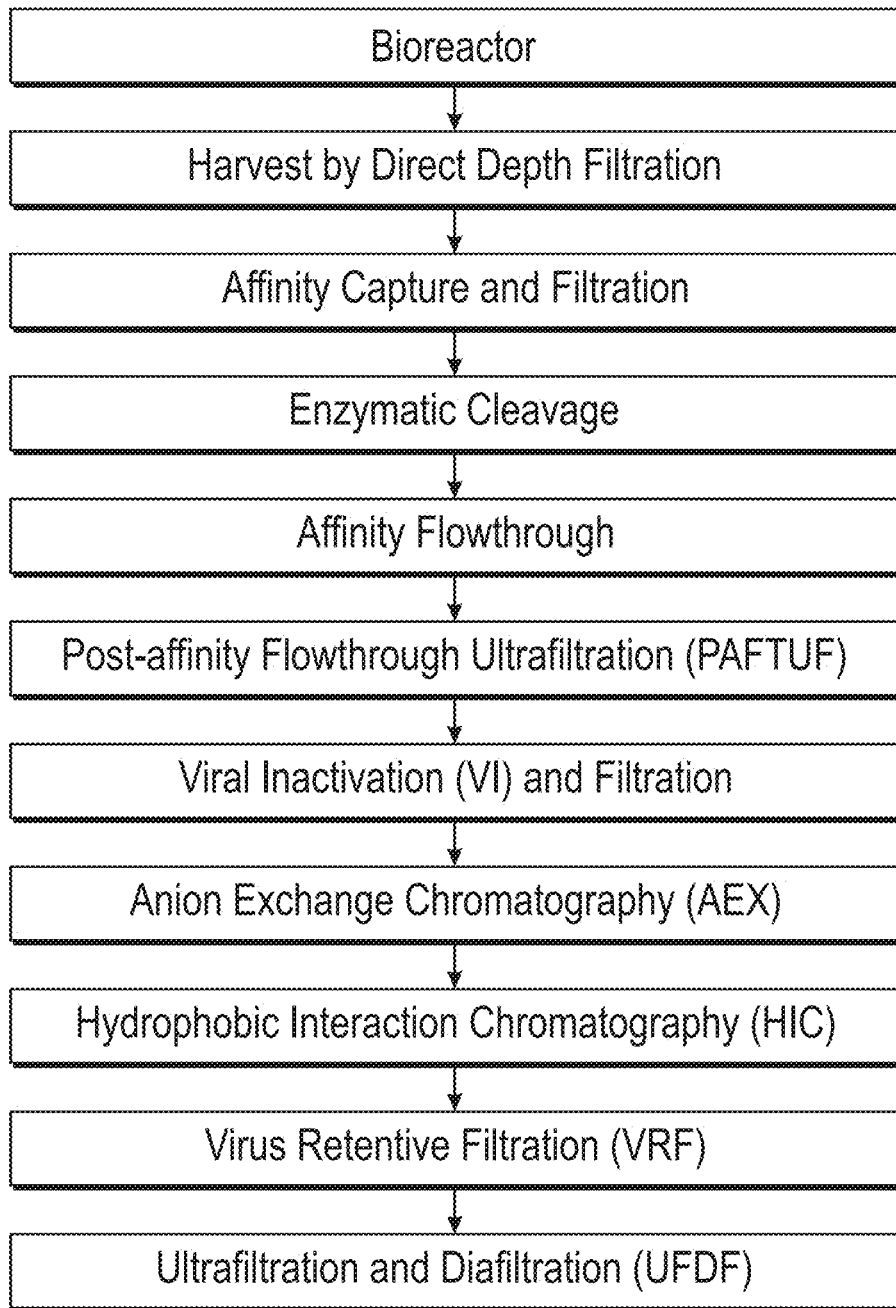 Bioreactor
Harvest by Direct Depth Filtration
Affinity Capture and Filtration
Enzymatic Cleavage
Affinity Flowthrough
Post-affinity Flowthrough Ultrafiltration (PAFTUF)
Viral Inactivation (VI) and Filtration
Anion Exchange Chromatography (AEX)
Hydrophobic Interaction Chromatography (HIC)
Virus Retentive Filtration (VRF)
Ultrafiltration and Diafiltration (UFDF)